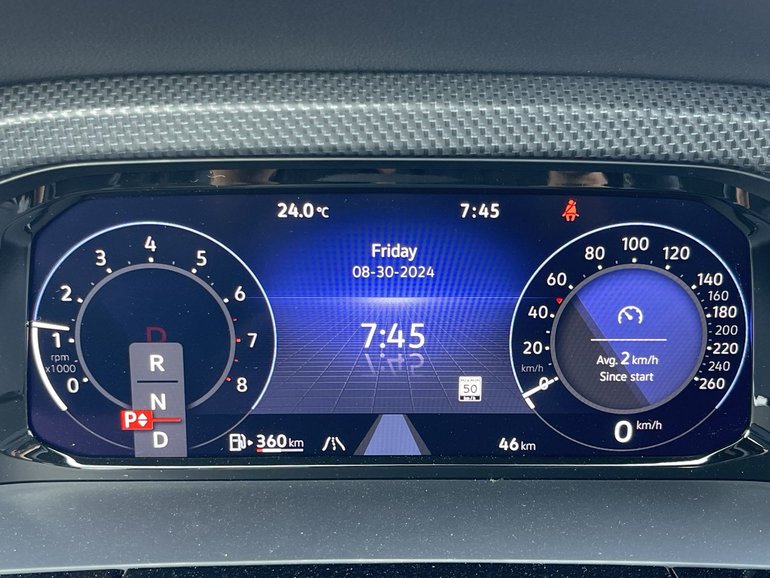 24.0°C
7:45
Friday
08-30-2024
7:45
0
1
2
3
4
5
6
7
8
rpm
x1000
D
R
N
P
D
360 km
MAXIMUM
50
km/h
46 km
0
20
40
60
80
100
120
140
160
180
200
220
240
260
km/h
Avg. 2 km/h
Since start
0 km/h